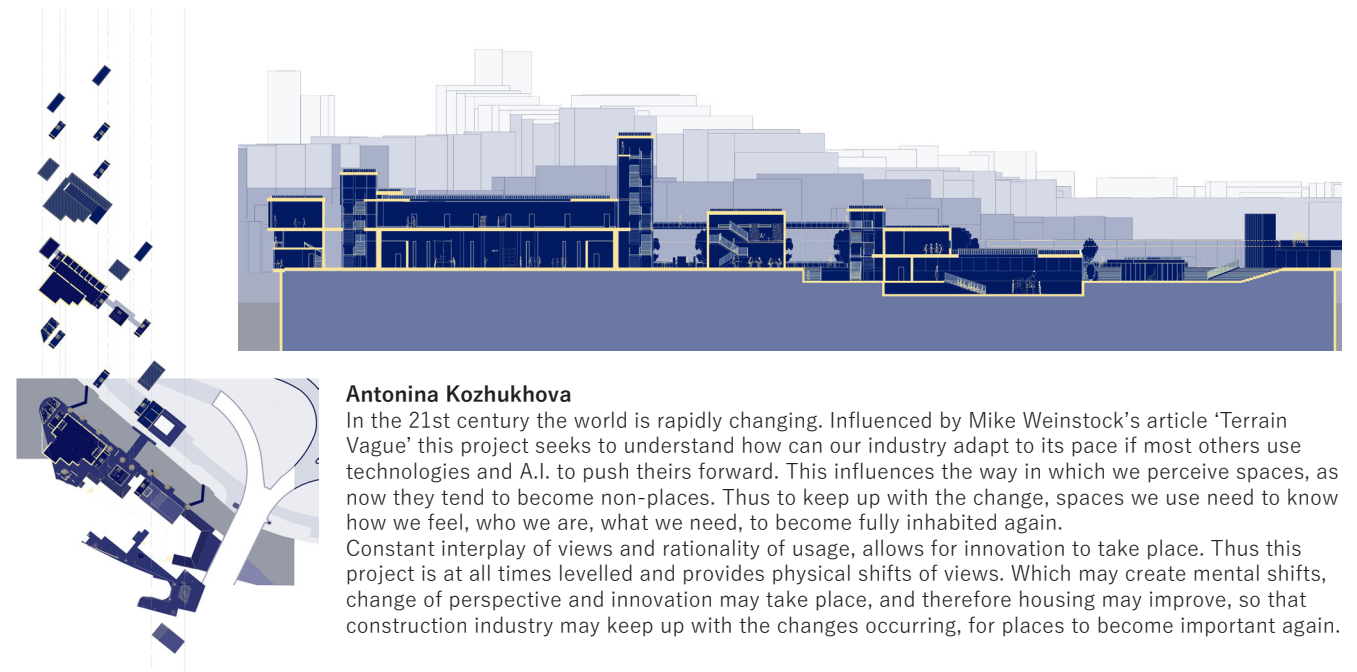 Antonina Kozhukhova
In the 21st century the world is rapidly changing. Influenced by Mike Weinstock’s article ‘Terrain
Vague’ this project seeks to understand how can our industry adapt to its pace if most others use
technologies and A.I. to push theirs forward. This influences the way in which we perceive spaces, as
now they tend to become non-places. Thus to keep up with the change, spaces we use need to know
how we feel, who we are, what we need, to become fully inhabited again.
Constant interplay of views and rationality of usage, allows for innovation to take place. Thus this
project is at all times levelled and provides physical shifts of views. Which may create mental shifts,
change of perspective and innovation may take place, and therefore housing may improve, so that
construction industry may keep up with the changes occurring, for places to become important again.